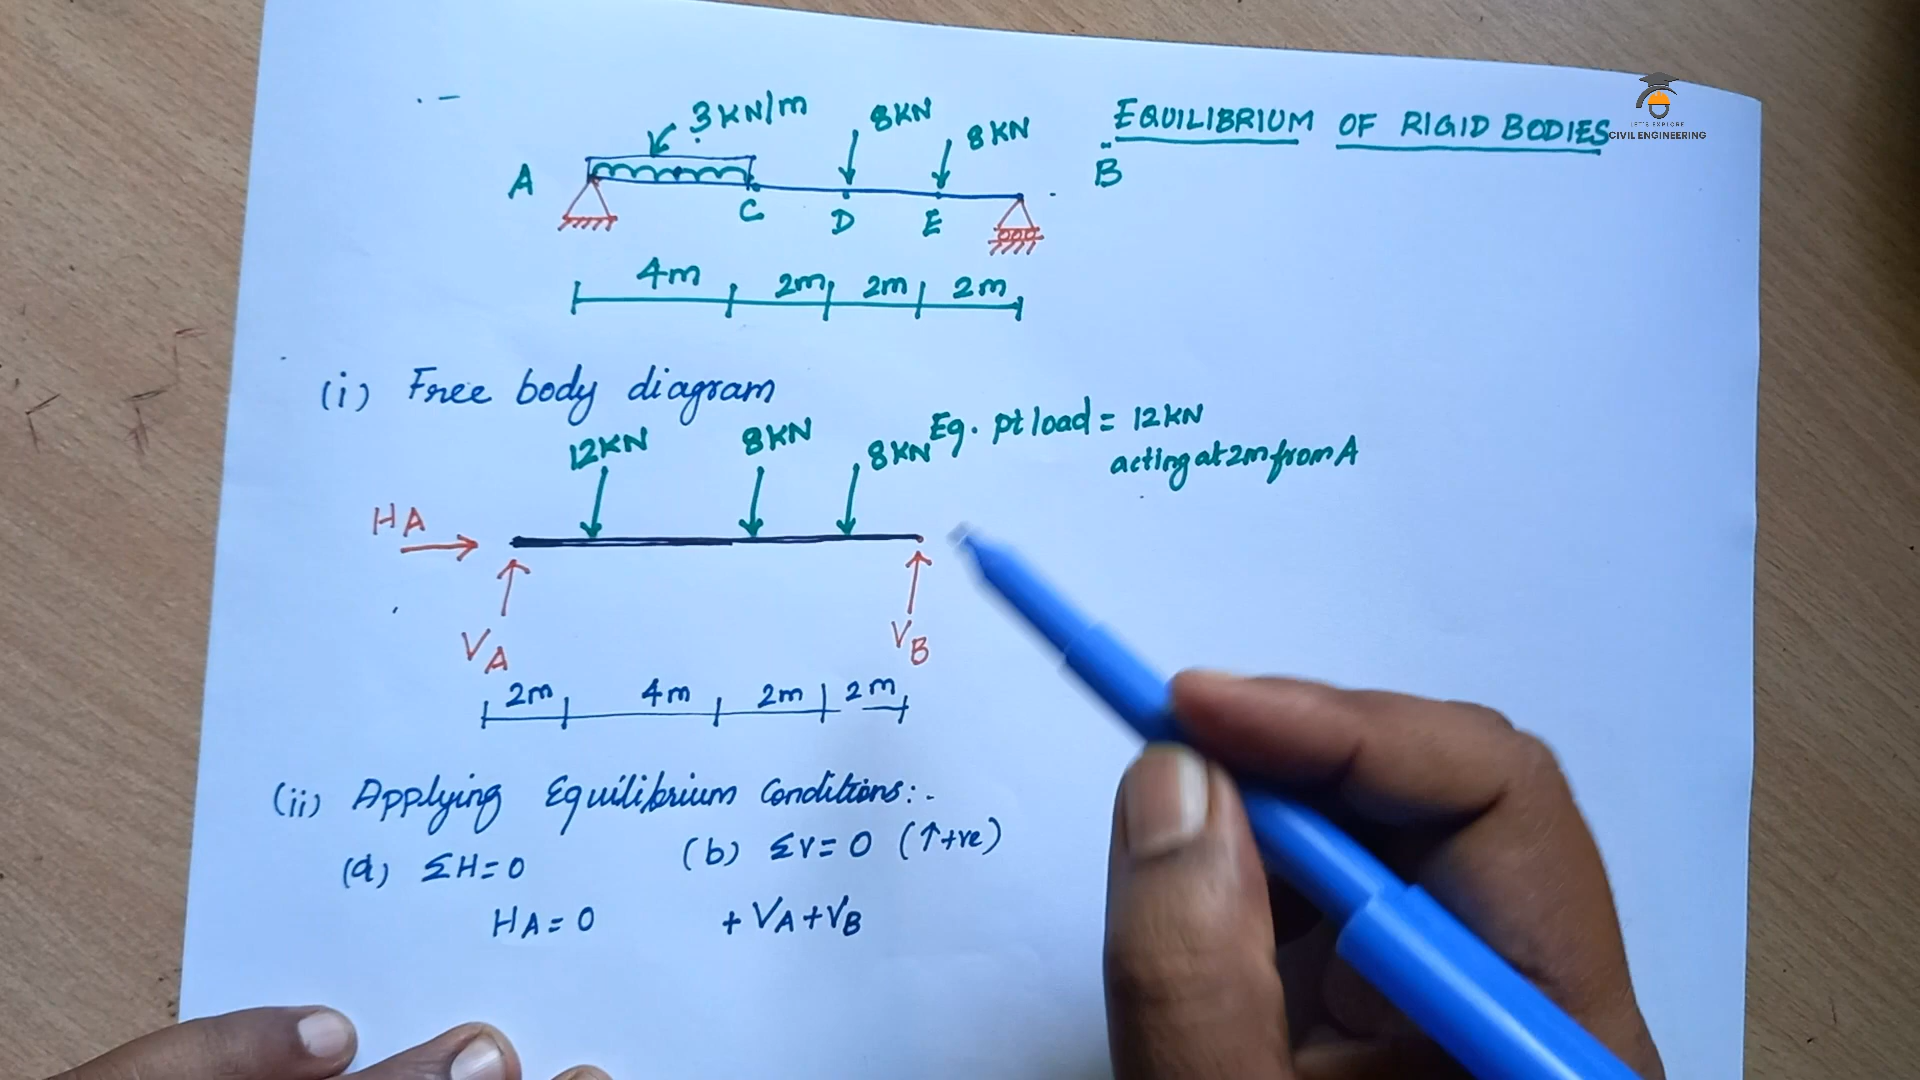 3KN/m 8KN 8KN
EQUILIBRIUM OF RIGID BODIES
LET'S EXPLORE
CIVIL ENGINEERING
A B
C D E
4m 2m 2m 2m
(i) Free body diagram
12KN 8KN 8KN
Eq. pt load = 12KN
acting at 2m from A
HA
VA VB
2m 4m 2m 2m
(ii) Applying Equilibrium Conditions:-
(a) ΣH=0 (b) ΣV=0 (↑+ve)
HA=0 +VA+VB